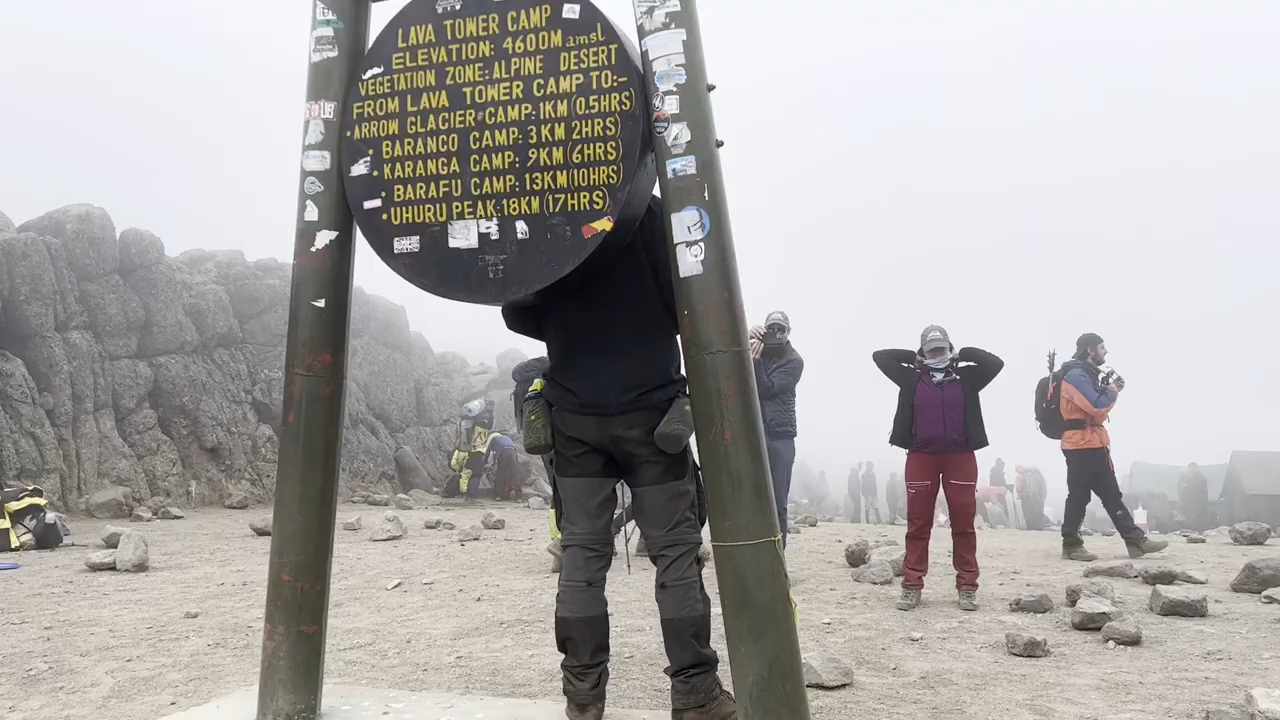 LAVA TOWER CAMP
ELEVATION: 4600M amsl
VEGETATION ZONE: ALPINE DESERT
FROM LAVA TOWER CAMP TO:-
• ARROW GLACIER CAMP: 1KM (0.5HRS)
• BARANCO CAMP: 3KM 2HRS)
• KARANGA CAMP: 9KM (6HRS)
• BARAFU CAMP: 13KM (10HRS)
• UHURU PEAK: 18KM (17HRS)